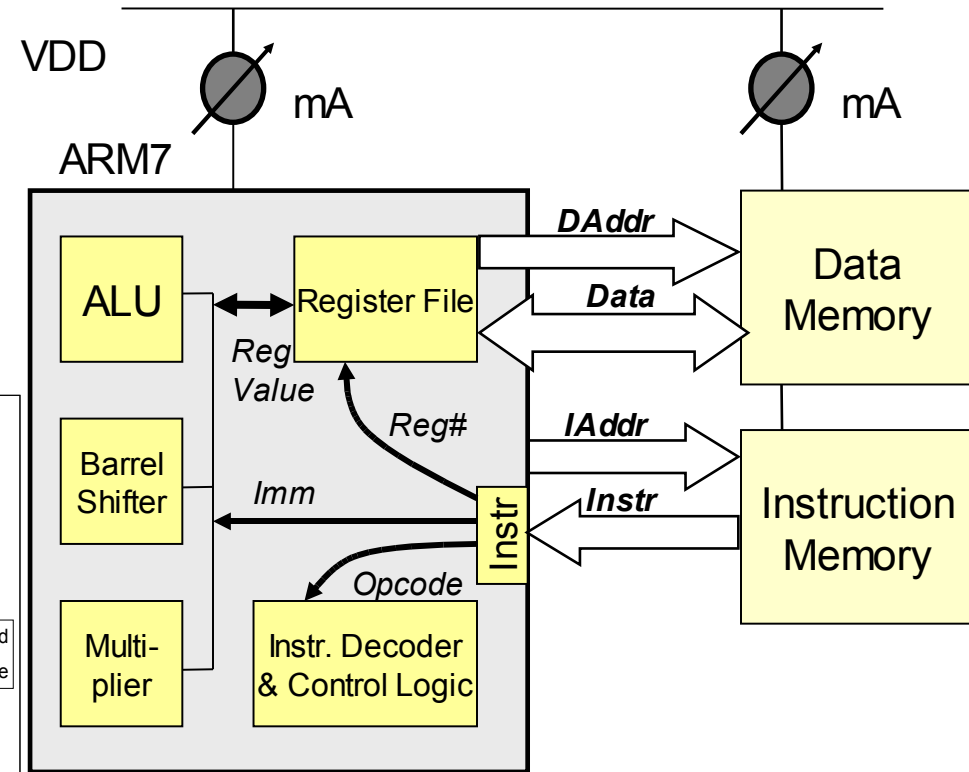 VDD
mA
mA
ARM7
ALU
Register File
DAddr
Data
Data
Memory
Reg
Value
Reg#
IAddr
Barrel
Shifter
Imm
Instr
Instr
Instruction
Memory
Opcode
Multi-
plier
Instr. Decoder
& Control Logic
d
e